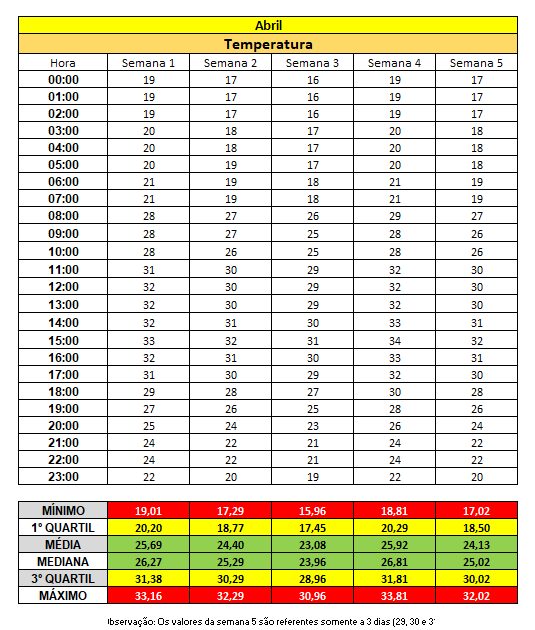 Abril
Temperatura
Hora Semana 1 Semana 2 Semana 3 Semana 4 Semana 5
00:00 19 17 16 19 17
01:00 19 17 16 19 17
02:00 19 17 16 19 17
03:00 20 18 17 20 18
04:00 20 18 17 20 18
05:00 20 19 17 20 18
06:00 21 19 18 21 19
07:00 21 19 18 21 19
08:00 28 27 26 29 27
09:00 28 27 25 28 26
10:00 28 26 25 28 26
11:00 31 30 29 32 30
12:00 32 30 29 32 30
13:00 32 30 29 32 30
14:00 32 31 30 33 31
15:00 33 32 31 34 32
16:00 32 31 30 33 31
17:00 31 30 29 32 30
18:00 29 28 27 30 28
19:00 27 26 25 28 26
20:00 25 24 23 26 24
21:00 24 22 21 24 22
22:00 24 22 21 24 22
23:00 22 20 19 22 20
MÍNIMO 19,01 17,29 15,96 18,81 17,02
1° QUARTIL 20,20 18,77 17,45 20,29 18,50
MÉDIA 25,69 24,40 23,08 25,92 24,13
MEDIANA 26,27 25,29 23,96 26,81 25,02
3° QUARTIL 31,38 30,29 28,96 31,81 30,02
MÁXIMO 33,16 32,29 30,96 33,81 32,02
bservação: Os valores da semana 5 são referentes somente a 3 dias (29, 30 e 3